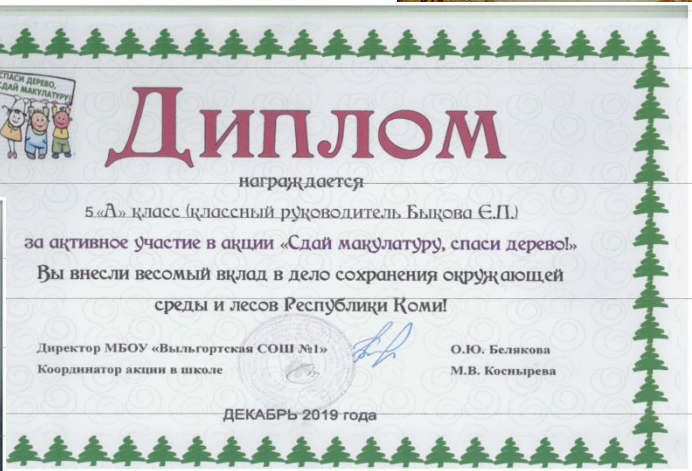 СПАСИ ДЕРЕВО,
СДАЙ МАКУЛАТУРУ!
Диплом
награждается
5 «А» класс (классный руководитель Быкова Е.П.)
за активное участие в акции «Сдай макулатуру, спаси дерево!»
Вы внесли весомый вклад в дело сохранения окружающей
среды и лесов Республики Коми!
Директор МБОУ «Выльгортская СОШ №1» О.Ю. Белякова
Координатор акции в школе М.В. Коснырева
ДЕКАБРЬ 2019 года